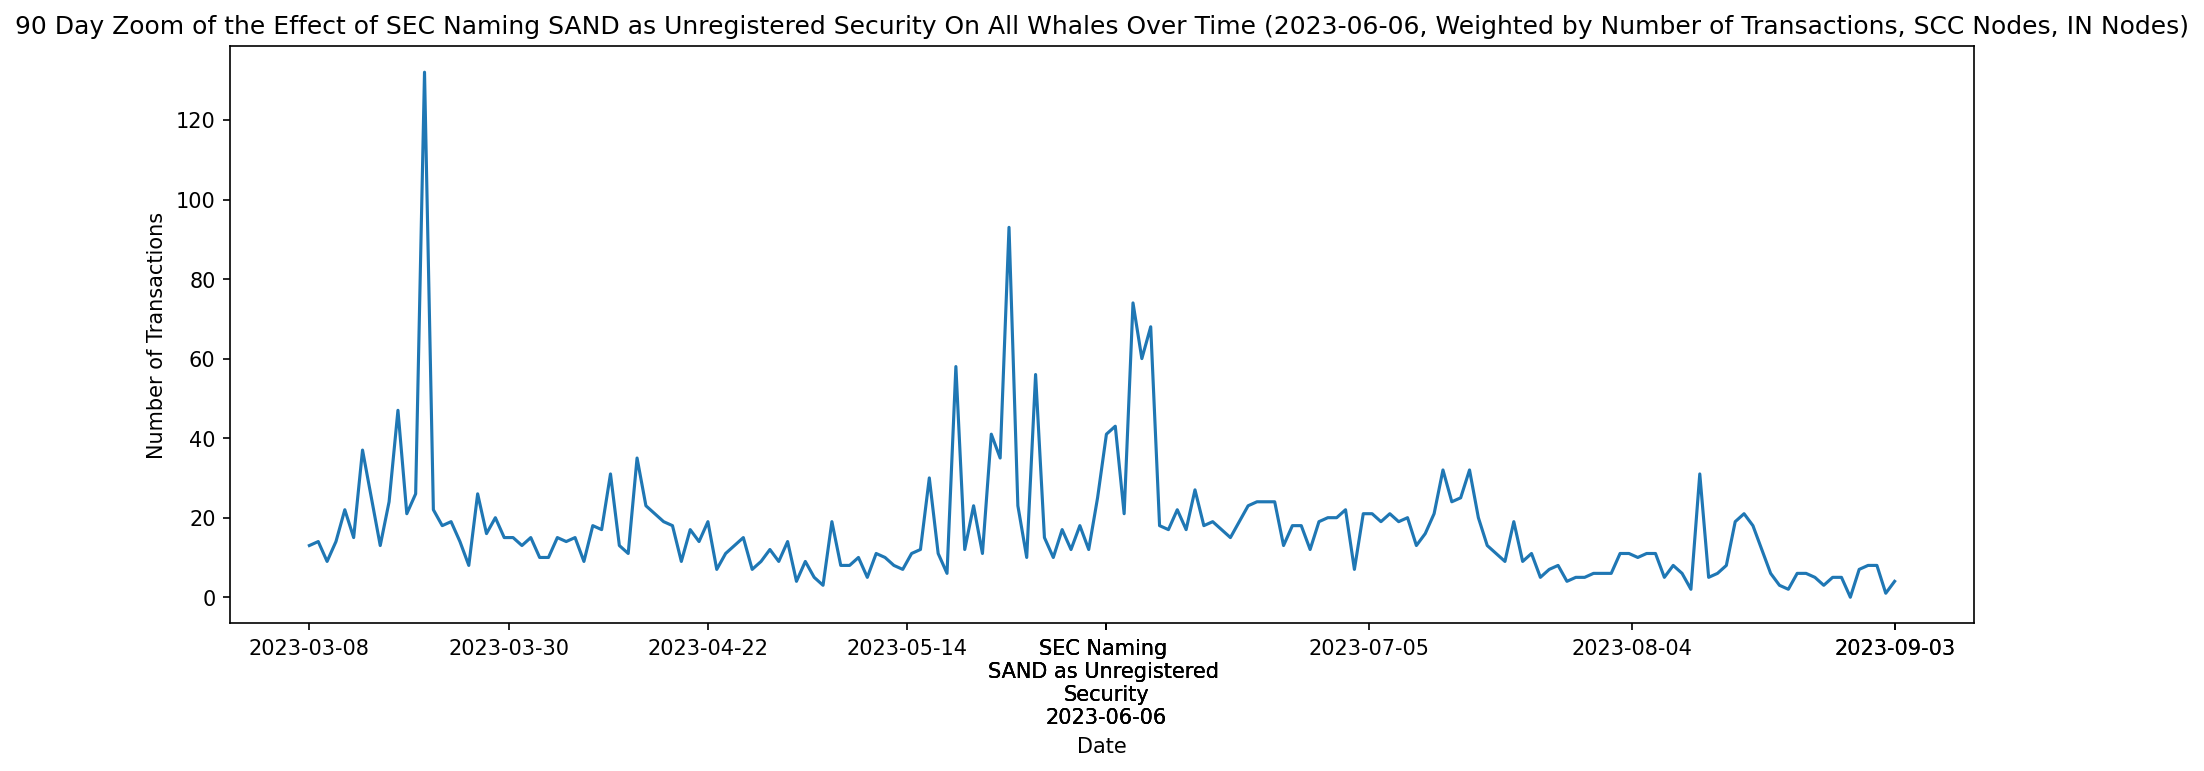 90 Day Zoom of the Effect of SEC Naming SAND as Unregistered Security On All Whales Over Time (2023-06-06, Weighted by Number of Transactions, SCC Nodes, IN Nodes)
Number of Transactions
120
100
80
60
40
20
0
2023-03-08
2023-03-30
2023-04-22
2023-05-14
SEC Naming
SAND as Unregistered
Security
2023-06-06
2023-07-05
2023-08-04
2023-09-03
Date